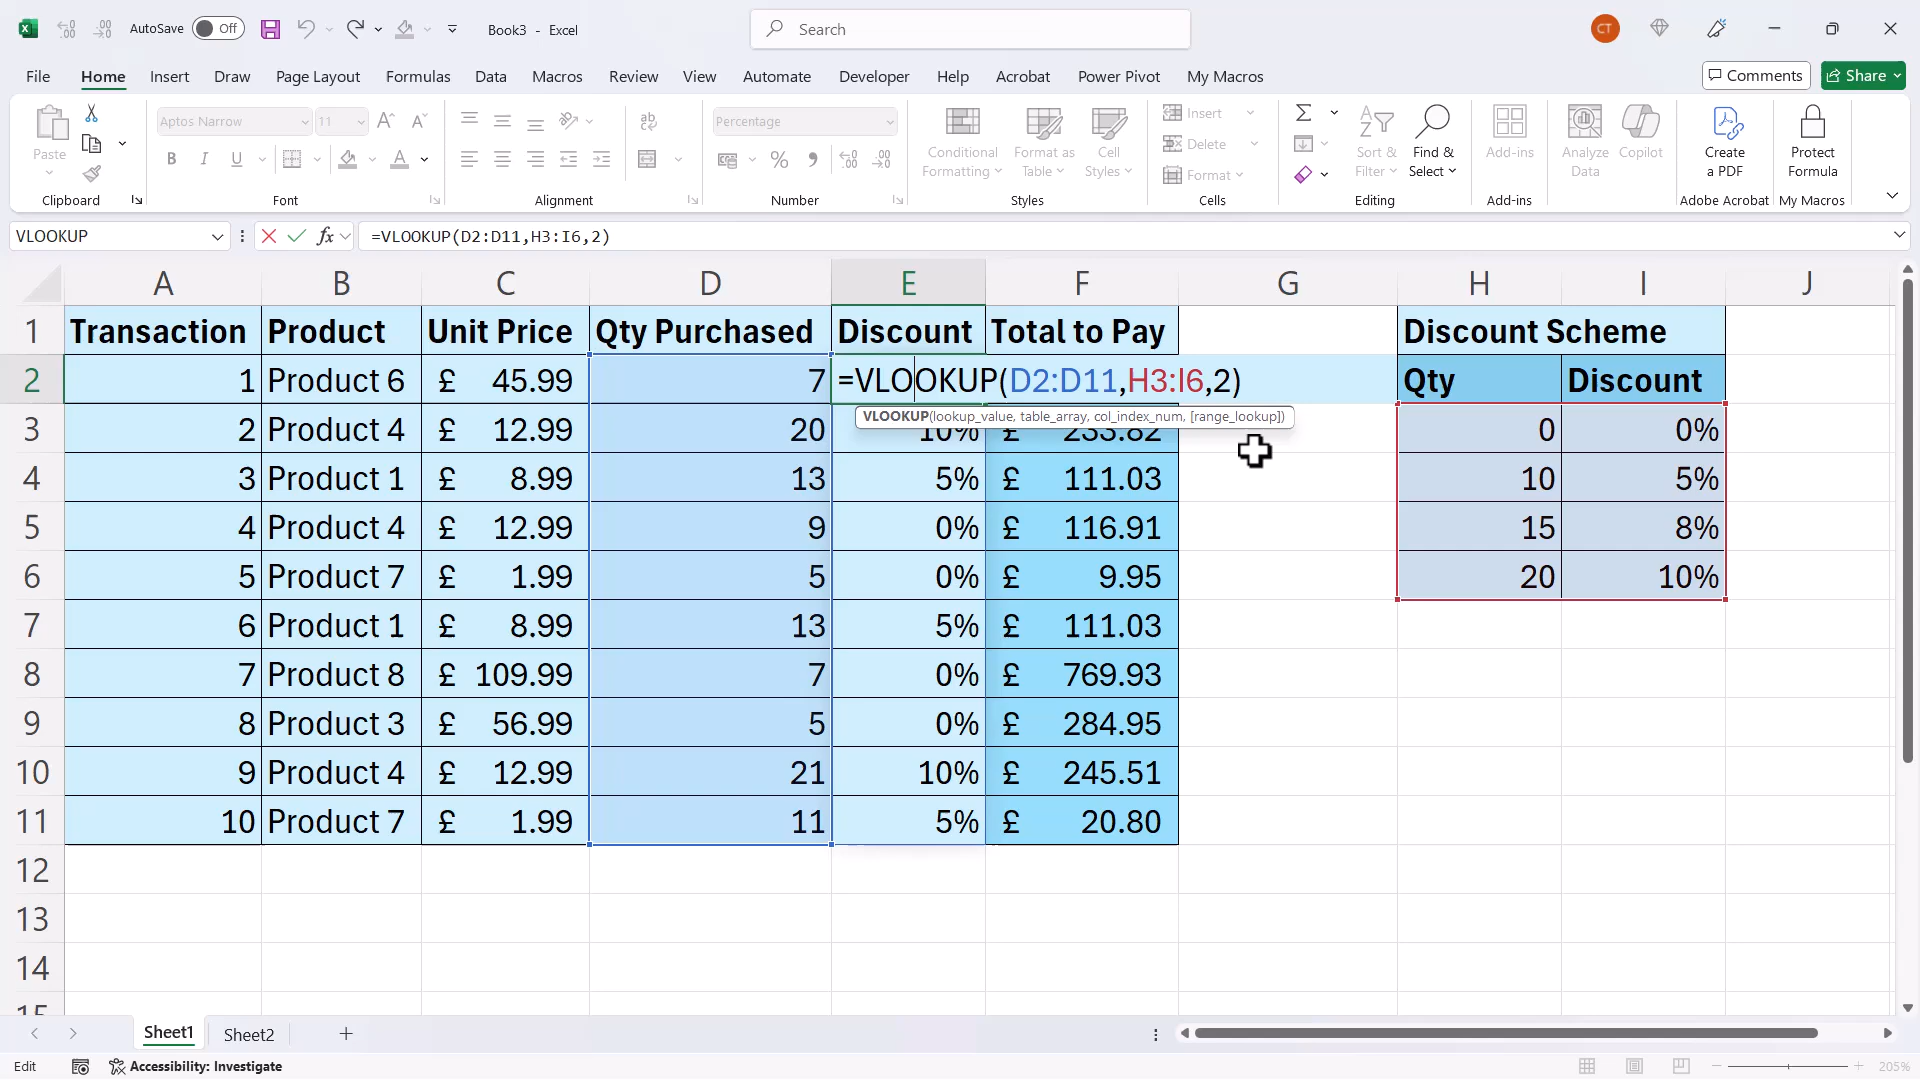 AutoSave Off Book3 - Excel Search CT
File Home Insert Draw Page Layout Formulas Data Macros Review View Automate Developer Help Acrobat Power Pivot My Macros Comments Share
Paste Aptos Narrow 11 A A ab Percentage Conditional Formatting Format as Table Cell Styles Insert Delete Format Sort & Filter Find & Select Add-ins Analyze Data Copilot Create a PDF Protect Formula
B I U A % ,
Clipboard Font Alignment Number Styles Cells Editing Add-ins Adobe Acrobat My Macros
VLOOKUP fx =VLOOKUP(D2:D11,H3:I6,2)
A B C D E F G H I J
1 Transaction Product Unit Price Qty Purchased Discount Total to Pay Discount Scheme
2 1 Product 6 £ 45.99 7 =VLOOKUP(D2:D11,H3:I6,2) Qty Discount
VLOOKUP(lookup_value, table_array, col_index_num, [range_lookup])
3 2 Product 4 £ 12.99 20 10% £ 233.82 0 0%
4 3 Product 1 £ 8.99 13 5% £ 111.03 10 5%
5 4 Product 4 £ 12.99 9 0% £ 116.91 15 8%
6 5 Product 7 £ 1.99 5 0% £ 9.95 20 10%
7 6 Product 1 £ 8.99 13 5% £ 111.03
8 7 Product 8 £ 109.99 7 0% £ 769.93
9 8 Product 3 £ 56.99 5 0% £ 284.95
10 9 Product 4 £ 12.99 21 10% £ 245.51
11 10 Product 7 £ 1.99 11 5% £ 20.80
12
13
14
15
Sheet1 Sheet2
Edit Accessibility: Investigate 205%